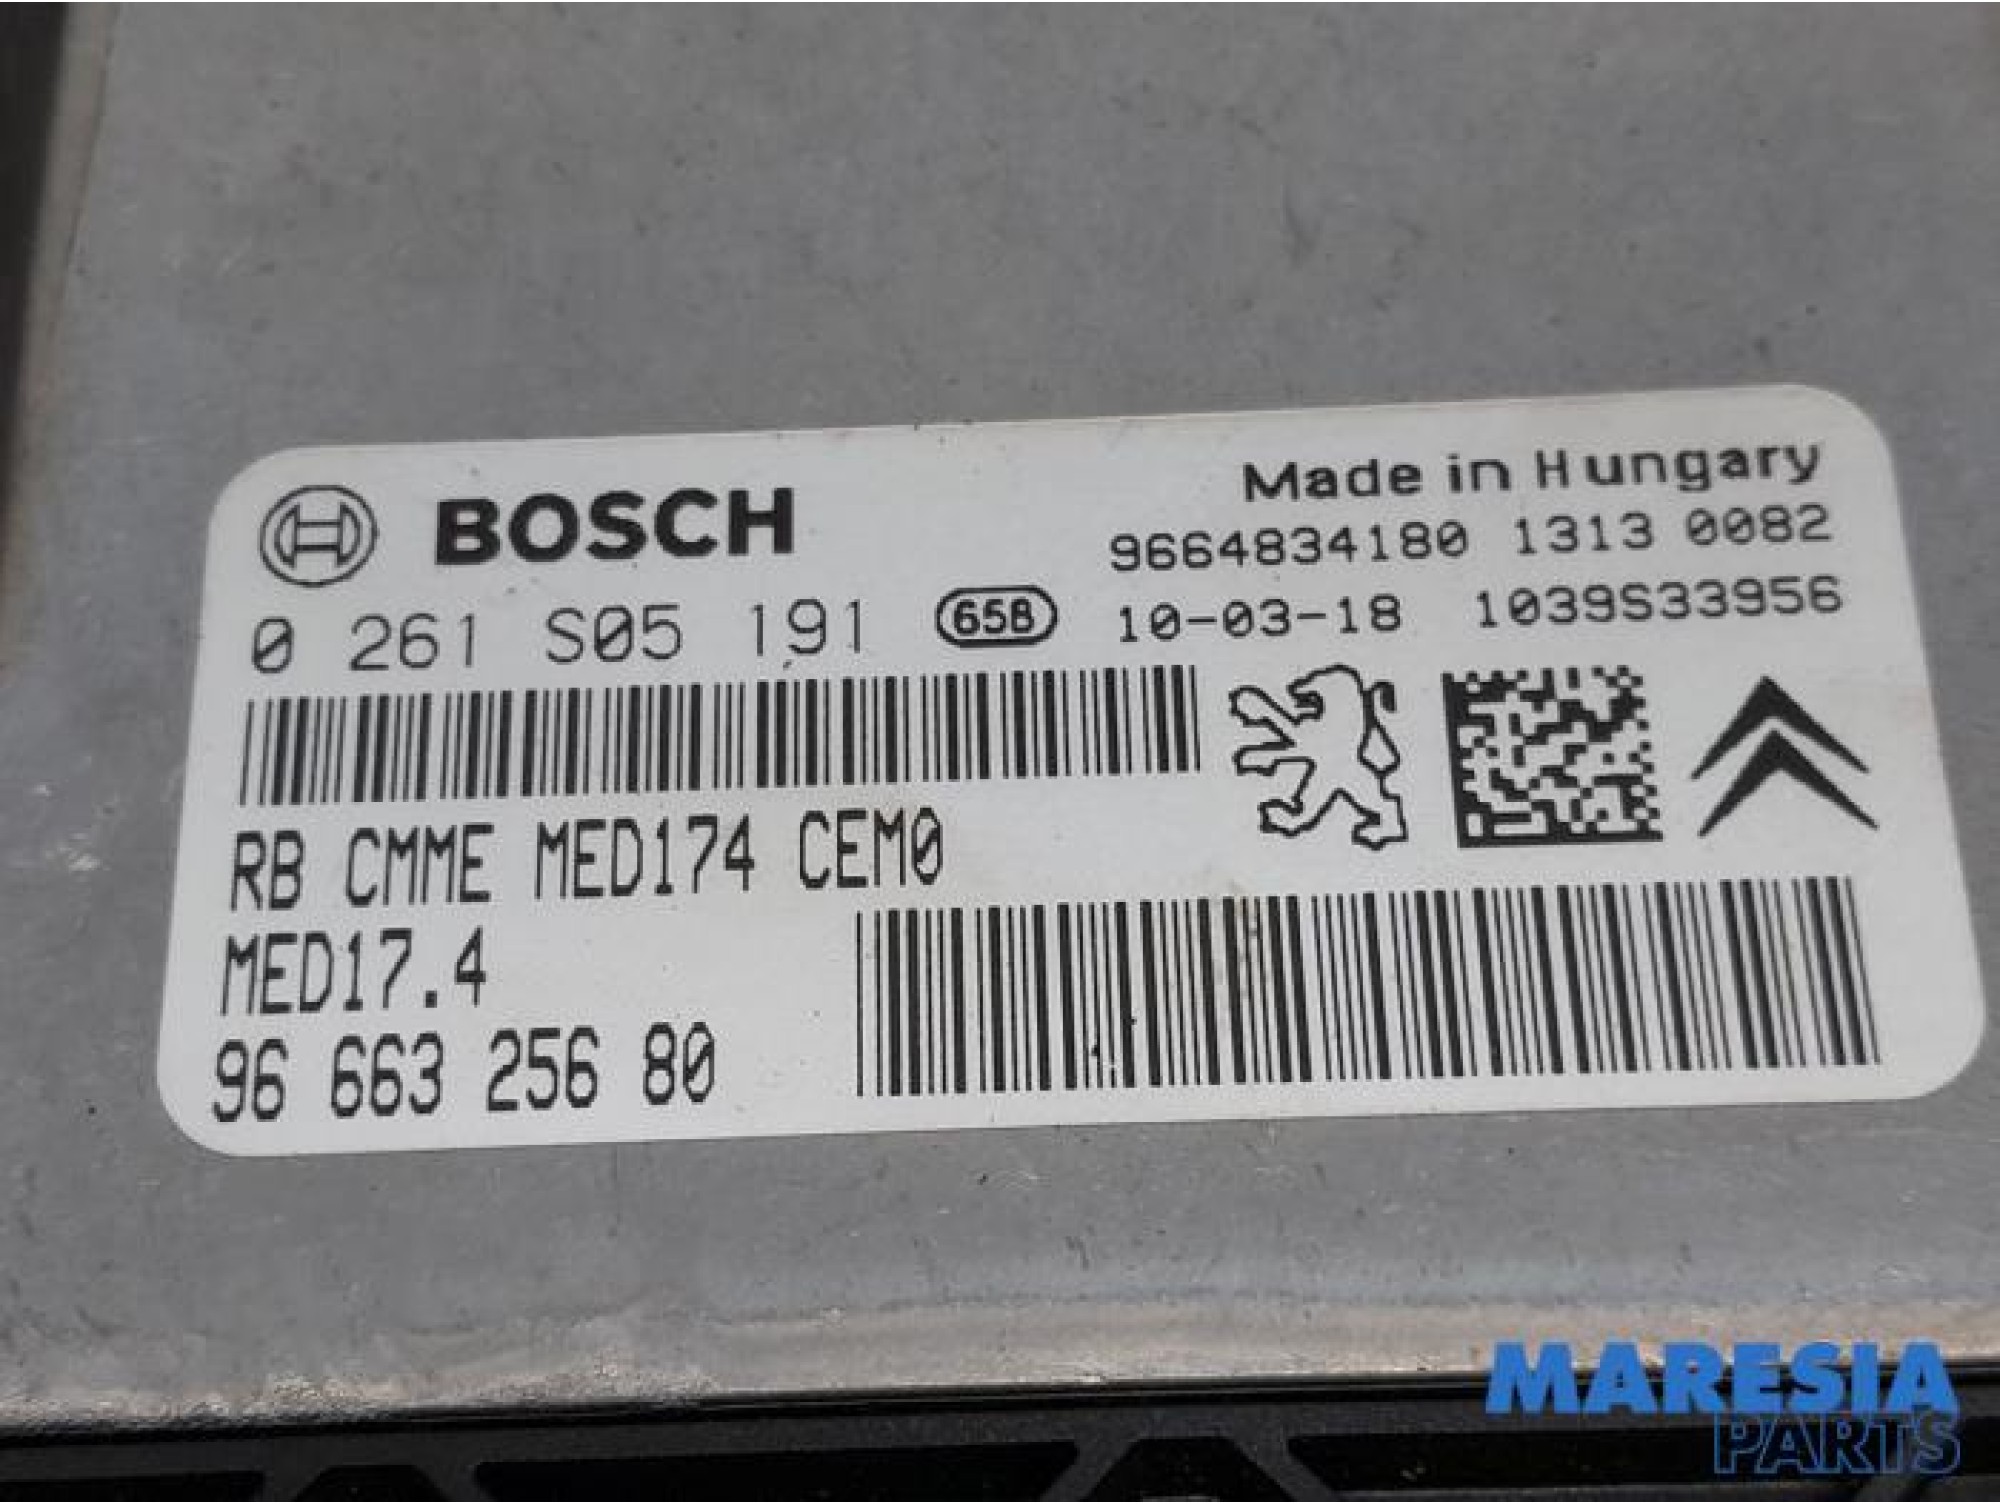 BOSCH
Made in Hungary
9664834180 1313 0082
0 261 S05 191 65B 10-03-18 1039S33956
RB CMME MED174 CEM0
MED17.4
96 663 256 80
MARESIA
PARTS